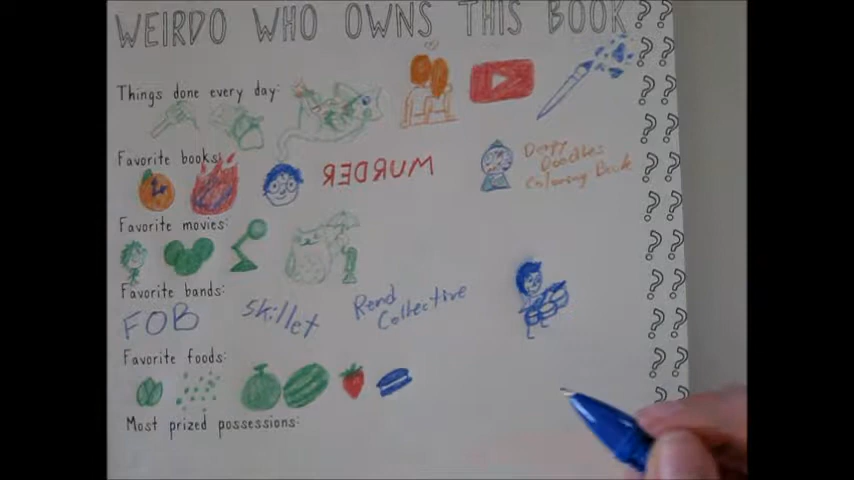 WEIRDO WHO OWNS THIS BOOK
Things done every day:
Favorite books:
MURDER
Derpy
Doodles
Coloring Book
Favorite movies:
Favorite bands:
FOB
Skillet
Rend
Collective
Favorite foods:
Most prized possessions: